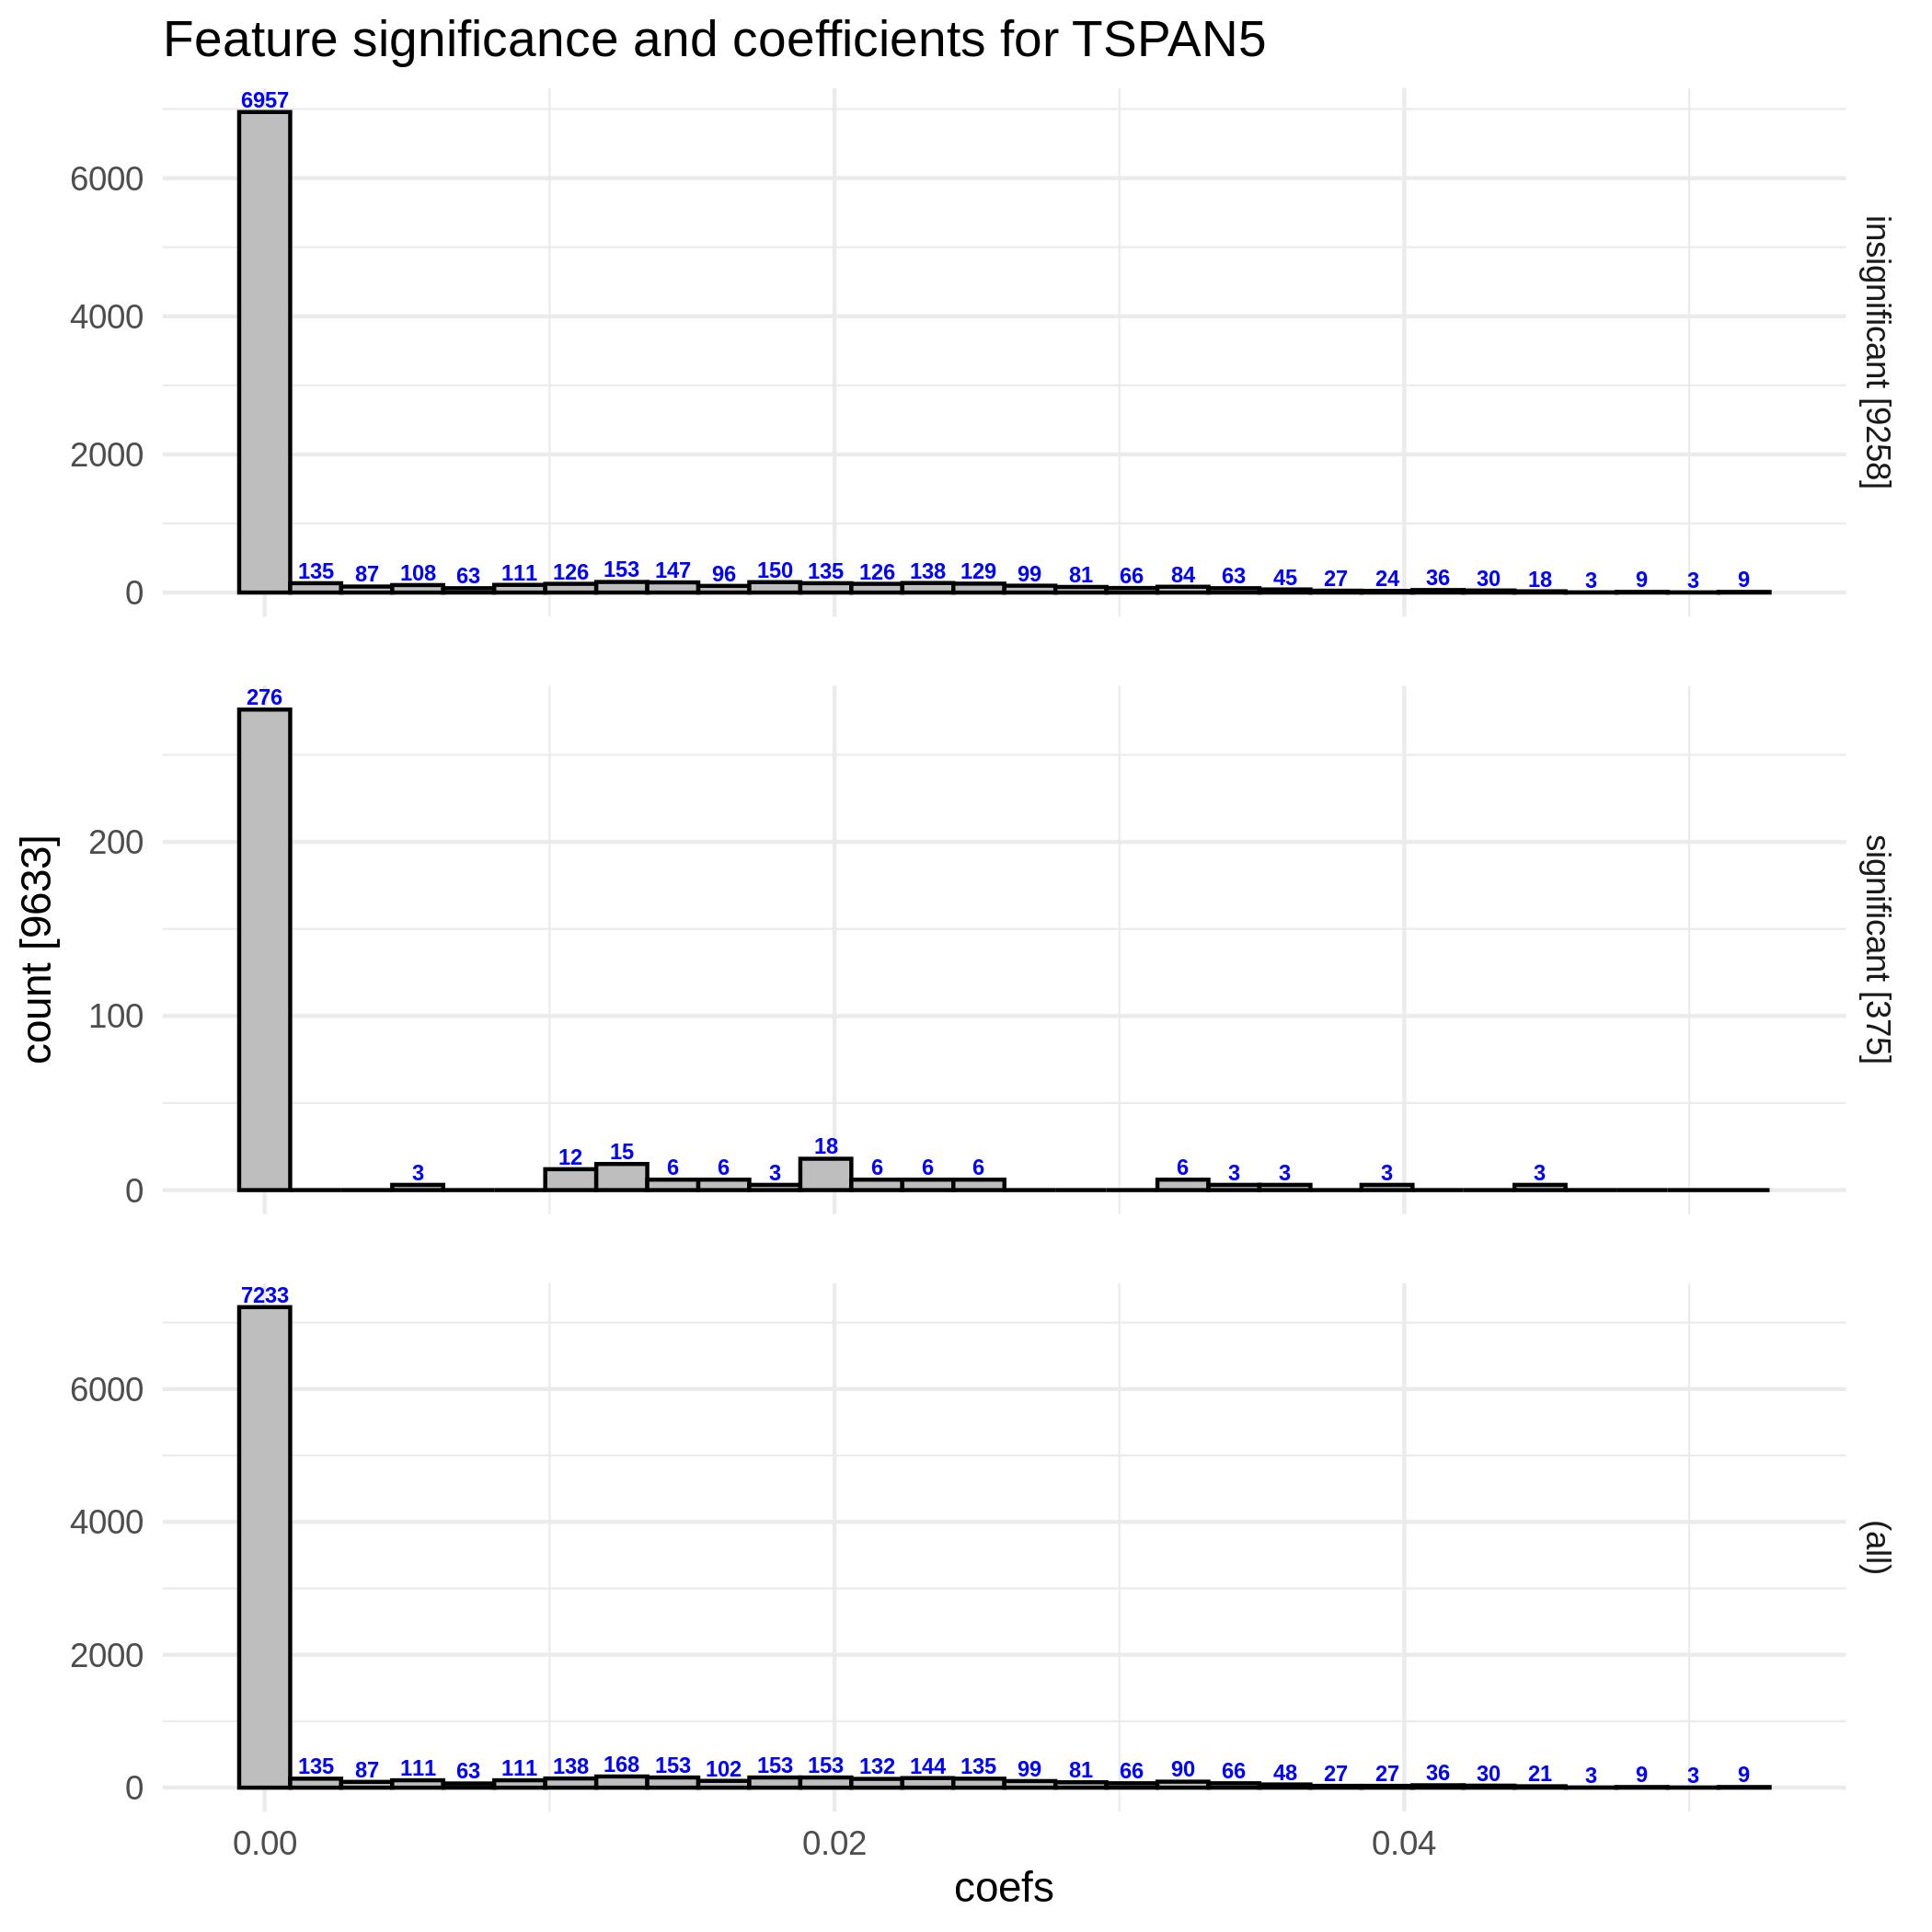 Feature significance and coefficients for TSPAN5
6957
6000
4000
2000
0
135 87 108 63 111 126 153 147 96 150 135 126 138 129 99 81 66 84 63 45 27 24 36 30 18 3 9 3 9
insignificant [9258]
276
200
100
0
3 12 15 6 6 3 18 6 6 6 6 3 3 3 3
significant [375]
count [9633]
7233
6000
4000
2000
0
135 87 111 63 111 138 168 153 102 153 153 132 144 135 99 81 66 90 66 48 27 27 36 30 21 3 9 3 9
(all)
0.00 0.02 0.04
coefs